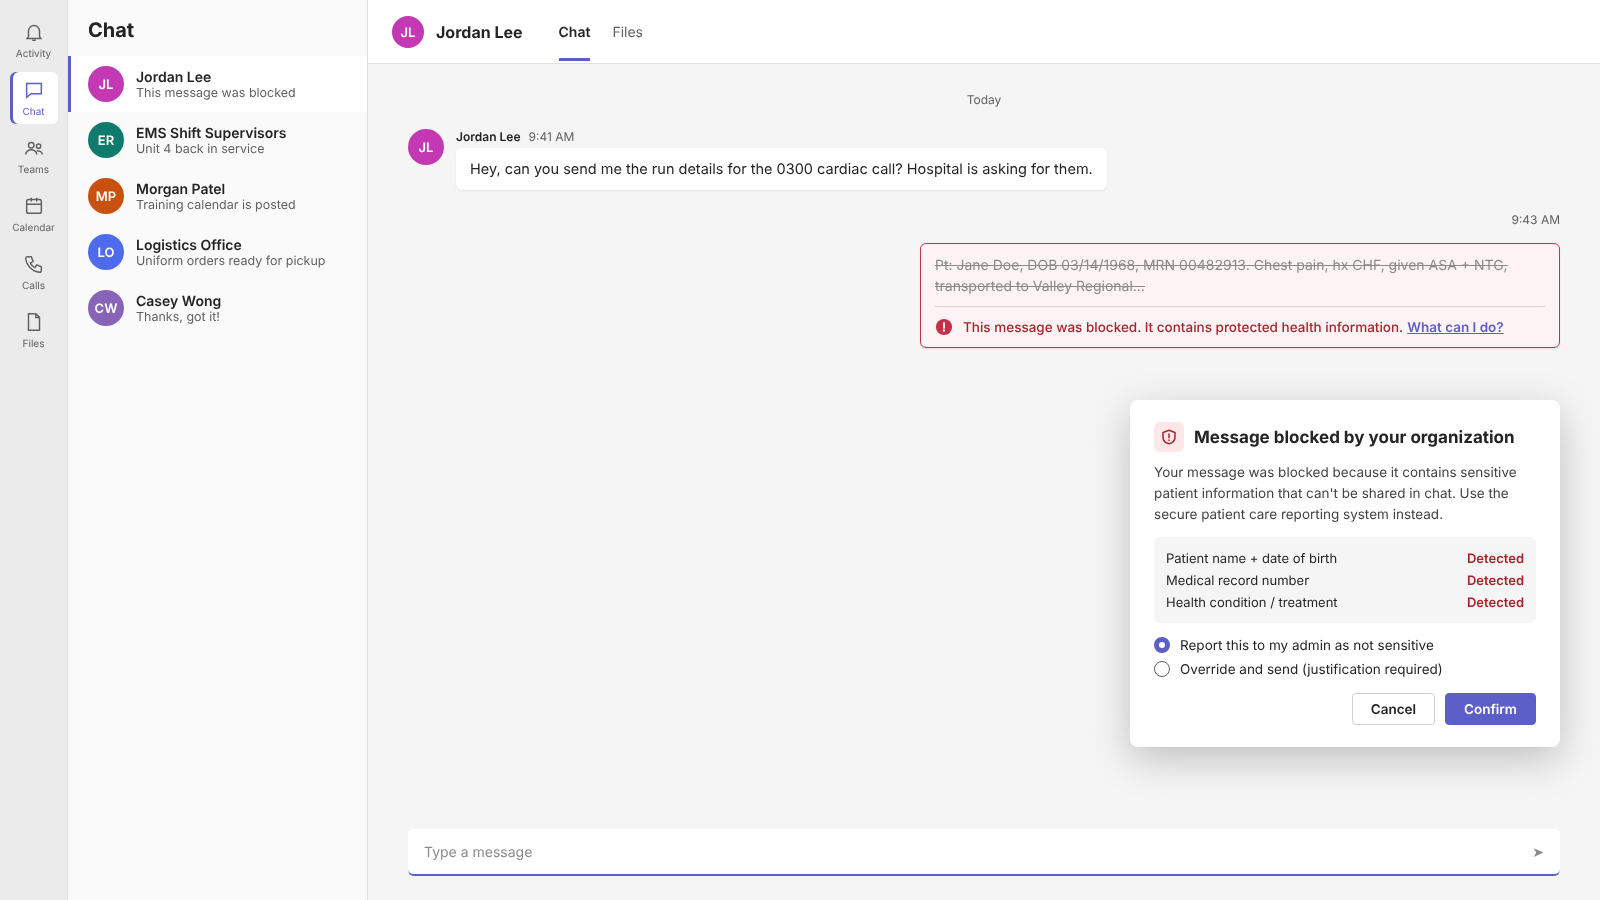 Activity
Chat
Teams
Calendar
Calls
Files
Chat
JL
Jordan Lee
This message was blocked
ER
EMS Shift Supervisors
Unit 4 back in service
MP
Morgan Patel
Training calendar is posted
LO
Logistics Office
Uniform orders ready for pickup
CW
Casey Wong
Thanks, got it!
JL Jordan Lee Chat Files
Today
JL
Jordan Lee 9:41 AM
Hey, can you send me the run details for the 0300 cardiac call? Hospital is asking for them.
9:43 AM
Pt: Jane Doe, DOB 03/14/1968, MRN 00482913. Chest pain, hx CHF, given ASA + NTG,
transported to Valley Regional...
This message was blocked. It contains protected health information. What can I do?
Message blocked by your organization
Your message was blocked because it contains sensitive
patient information that can't be shared in chat. Use the
secure patient care reporting system instead.
Patient name + date of birth Detected
Medical record number Detected
Health condition / treatment Detected
Report this to my admin as not sensitive
Override and send (justification required)
Cancel Confirm
Type a message